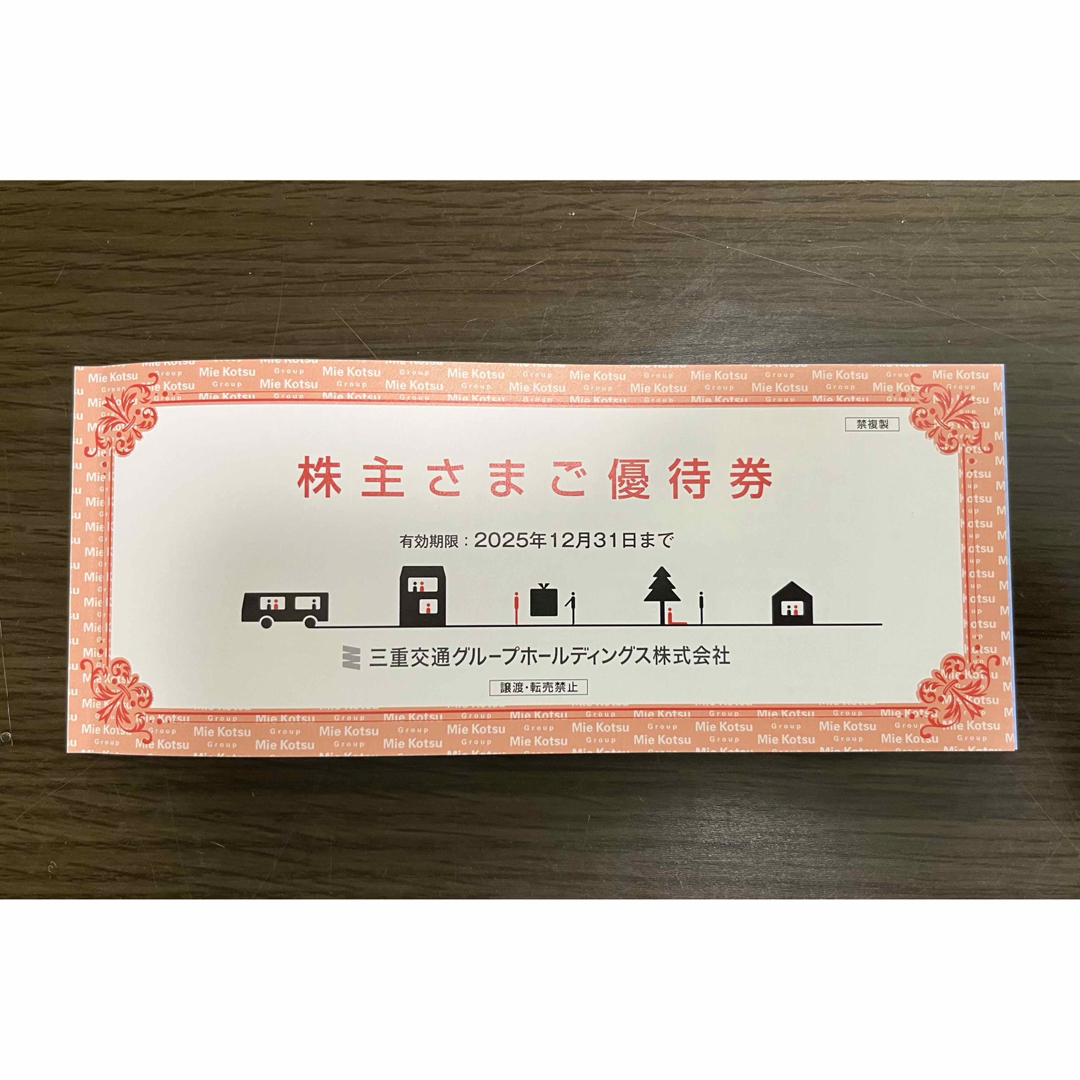 Mie Kotsu Group
禁複製
株主さまご優待券
有効期限：2025年12月31日まで
三重交通グループホールディングス株式会社
譲渡・転売禁止
Mie Kotsu Group